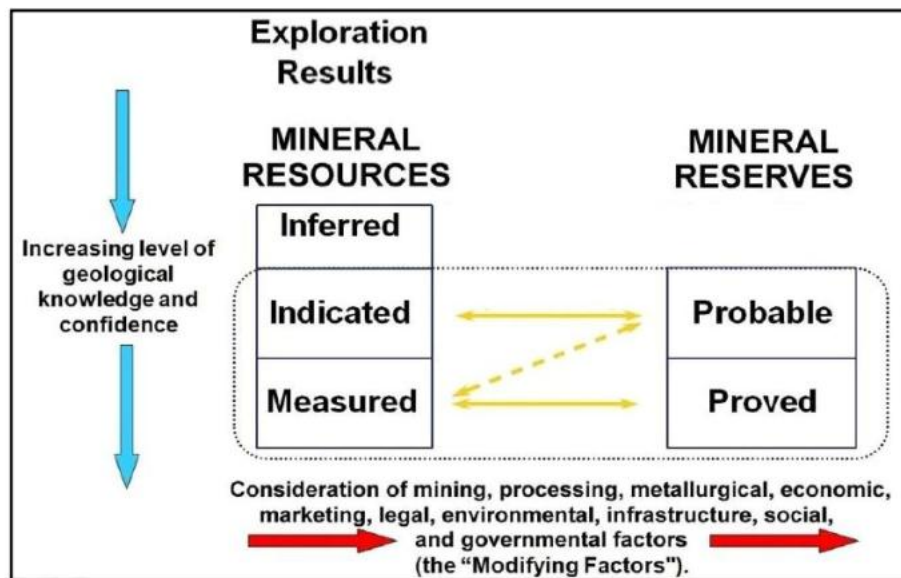 Exploration
Results
MINERAL
RESOURCES
MINERAL
RESERVES
Inferred
Increasing level of
geological
knowledge and
confidence
Indicated
Probable
Measured
Proved
Consideration of mining, processing, metallurgical, economic,
marketing, legal, environmental, infrastructure, social,
and governmental factors
(the “Modifying Factors").